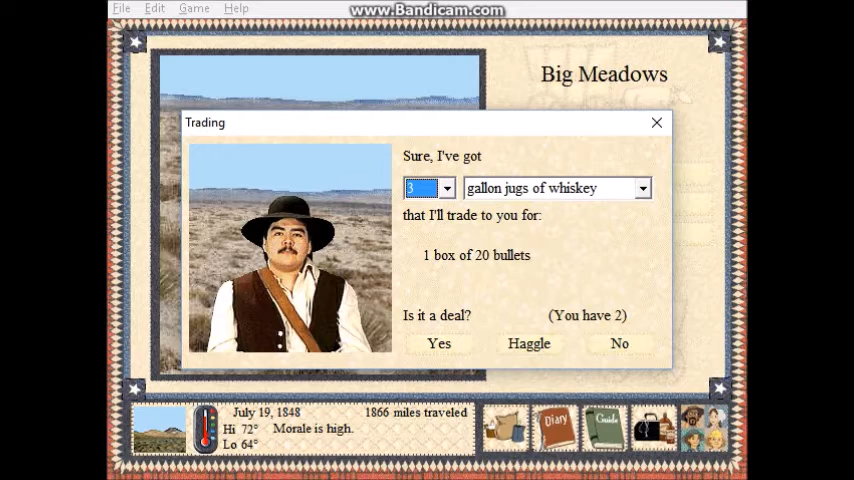 File Edit Game Help
www.Bandicam.com
Big Meadows
Trading
Sure, I've got
3 gallon jugs of whiskey
that I'll trade to you for:
1 box of 20 bullets
Is it a deal? (You have 2)
Yes Haggle No
July 19, 1848 1866 miles traveled
Hi 72° Morale is high.
Lo 64°
Diary Guide